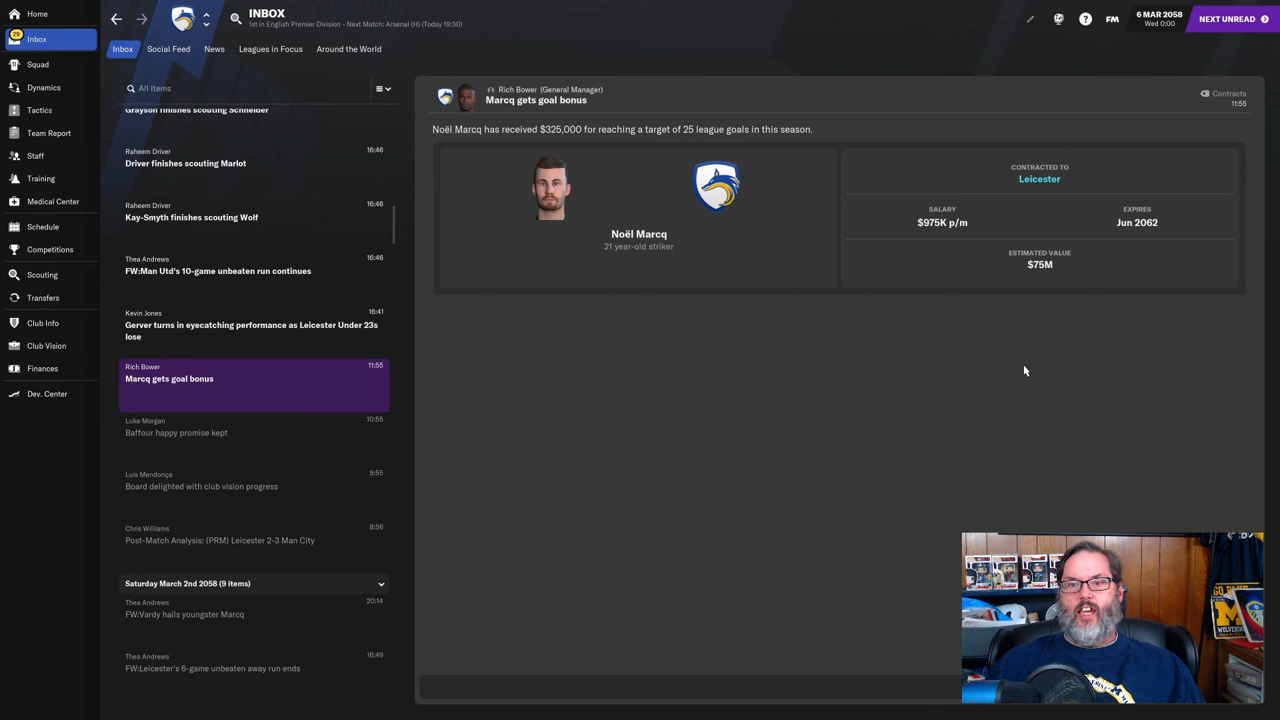 Home
Inbox
29
Squad
Dynamics
Tactics
Team Report
Staff
Training
Medical Center
Schedule
Competitions
Scouting
Transfers
Club Info
Club Vision
Finances
Dev. Center
INBOX
1st in English Premier Division - Next Match: Arsenal (H) (Today 19:30)
FM
6 MAR 2058
Wed 0:00
NEXT UNREAD
Inbox
Social Feed
News
Leagues in Focus
Around the World
All Items
Grayson finishes scouting Schneider
Raheem Driver
16:46
Driver finishes scouting Marlot
Raheem Driver
16:46
Kay-Smyth finishes scouting Wolf
Thea Andrews
16:46
FW:Man Utd's 10-game unbeaten run continues
Kevin Jones
16:41
Gerver turns in eyecatching performance as Leicester Under 23s
lose
Rich Bower
11:55
Marcq gets goal bonus
Luke Morgan
10:55
Baffour happy promise kept
Luís Mendonça
9:55
Board delighted with club vision progress
Chris Williams
8:56
Post-Match Analysis: (PRM) Leicester 2-3 Man City
Saturday March 2nd 2058 (9 items)
Thea Andrews
20:14
FW:Vardy hails youngster Marcq
Thea Andrews
16:49
FW:Leicester's 6-game unbeaten away run ends
Rich Bower (General Manager)
Marcq gets goal bonus
Contracts
11:55
Noël Marcq has received $325,000 for reaching a target of 25 league goals in this season.
Noël Marcq
21 year-old striker
CONTRACTED TO
Leicester
SALARY
$975K p/m
EXPIRES
Jun 2062
ESTIMATED VALUE
$75M
GO BLUE
M